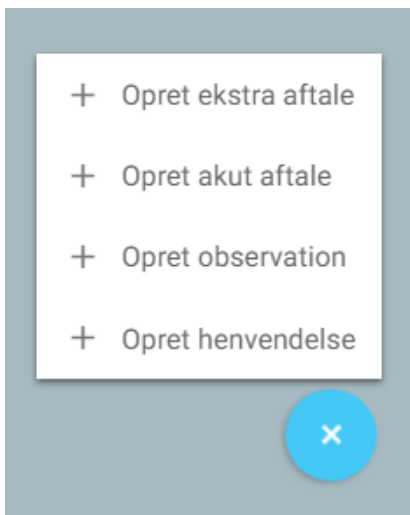 + Opret ekstra aftale
+ Opret akut aftale
+ Opret observation
+ Opret henvendelse